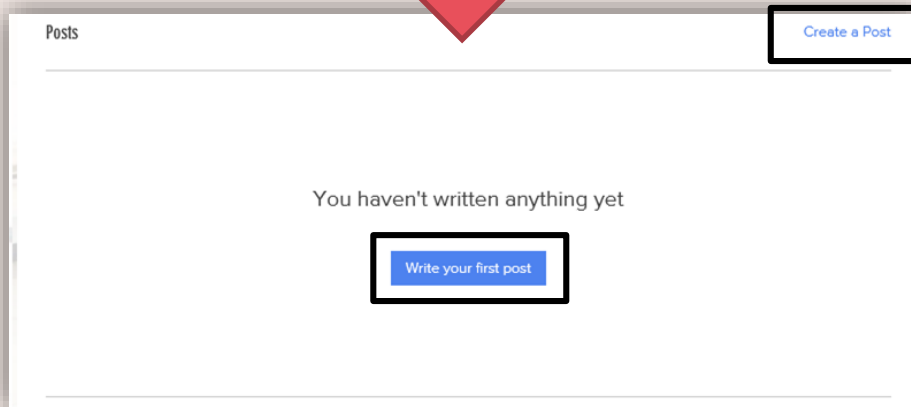 Posts
Create a Post
You haven't written anything yet
Write your first post